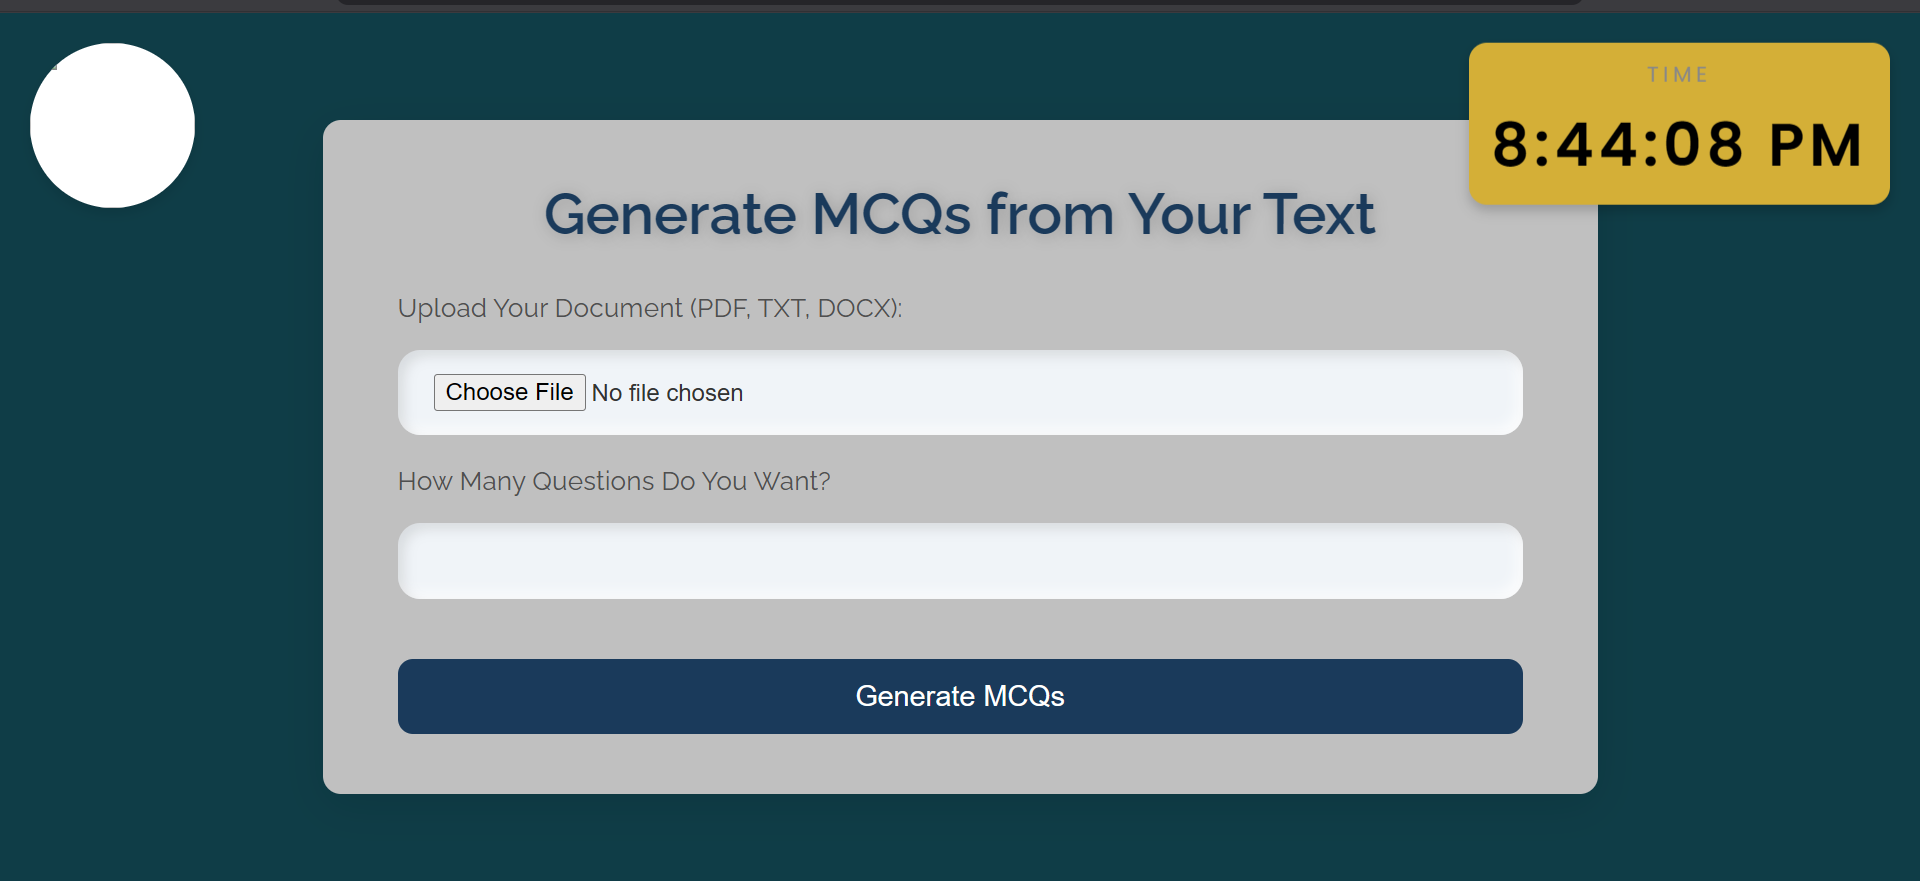 TIME
8:44:08 PM
Generate MCQs from Your Text
Upload Your Document (PDF, TXT, DOCX):
Choose File No file chosen
How Many Questions Do You Want?
Generate MCQs